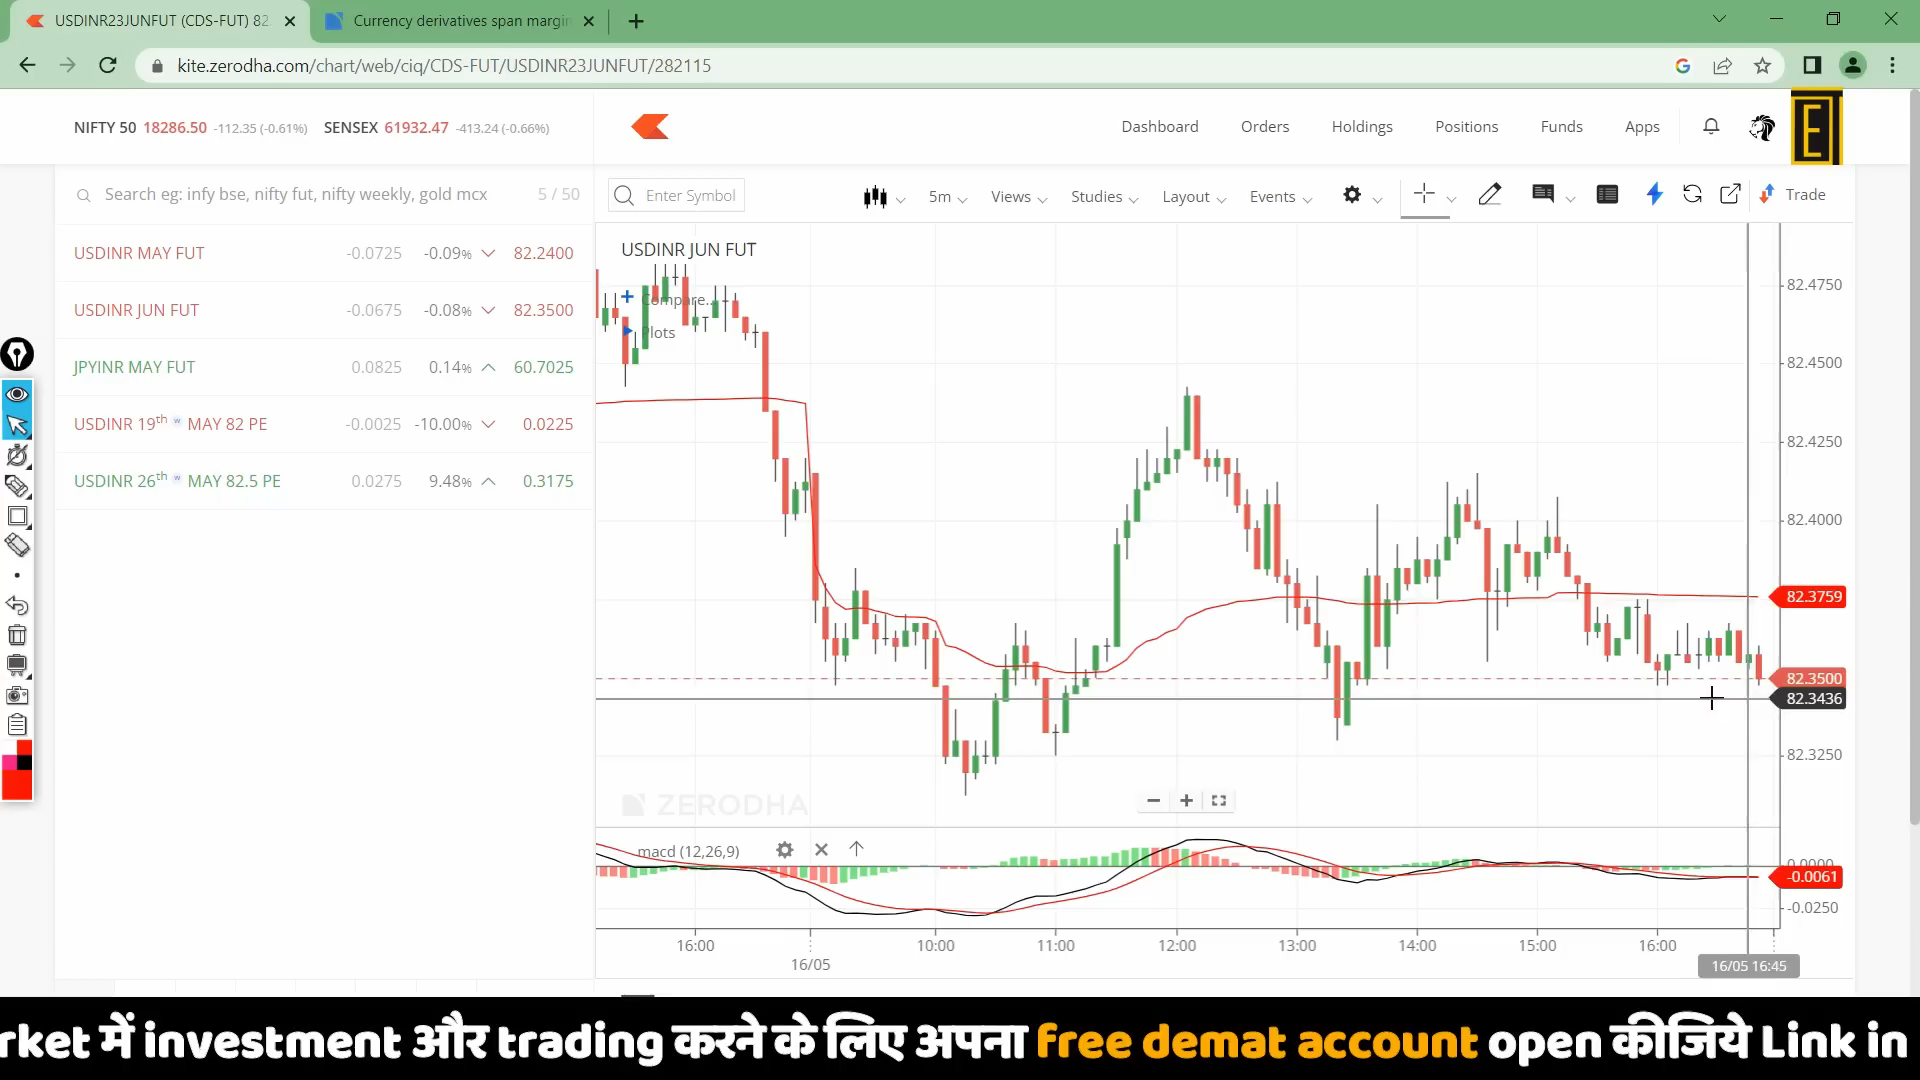 USDINR23JUNFUT (CDS-FUT) 82
Currency derivatives span margin
kite.zerodha.com/chart/web/ciq/CDS-FUT/USDINR23JUNFUT/282115
NIFTY 50 18286.50 -112.35 (-0.61%) SENSEX 61932.47 -413.24 (-0.66%)
Dashboard Orders Holdings Positions Funds Apps
E
Search eg: infy bse, nifty fut, nifty weekly, gold mcx 5 / 50
Enter Symbol 5m Views Studies Layout Events Trade
USDINR MAY FUT -0.0725 -0.09% 82.2400
USDINR JUN FUT -0.0675 -0.08% 82.3500
JPYINR MAY FUT 0.0825 0.14% 60.7025
USDINR 19th w MAY 82 PE -0.0025 -10.00% 0.0225
USDINR 26th w MAY 82.5 PE 0.0275 9.48% 0.3175
USDINR JUN FUT
Compare..
Plots
82.4750
82.4500
82.4250
82.4000
82.3759
82.3500
82.3436
82.3250
ZERODHA
macd (12,26,9)
0.0000
-0.0061
-0.0250
16:00 10:00 11:00 12:00 13:00 14:00 15:00 16:00
16/05 16/05 16:45
rket में investment और trading करने के लिए अपना free demat account open कीजिये Link in